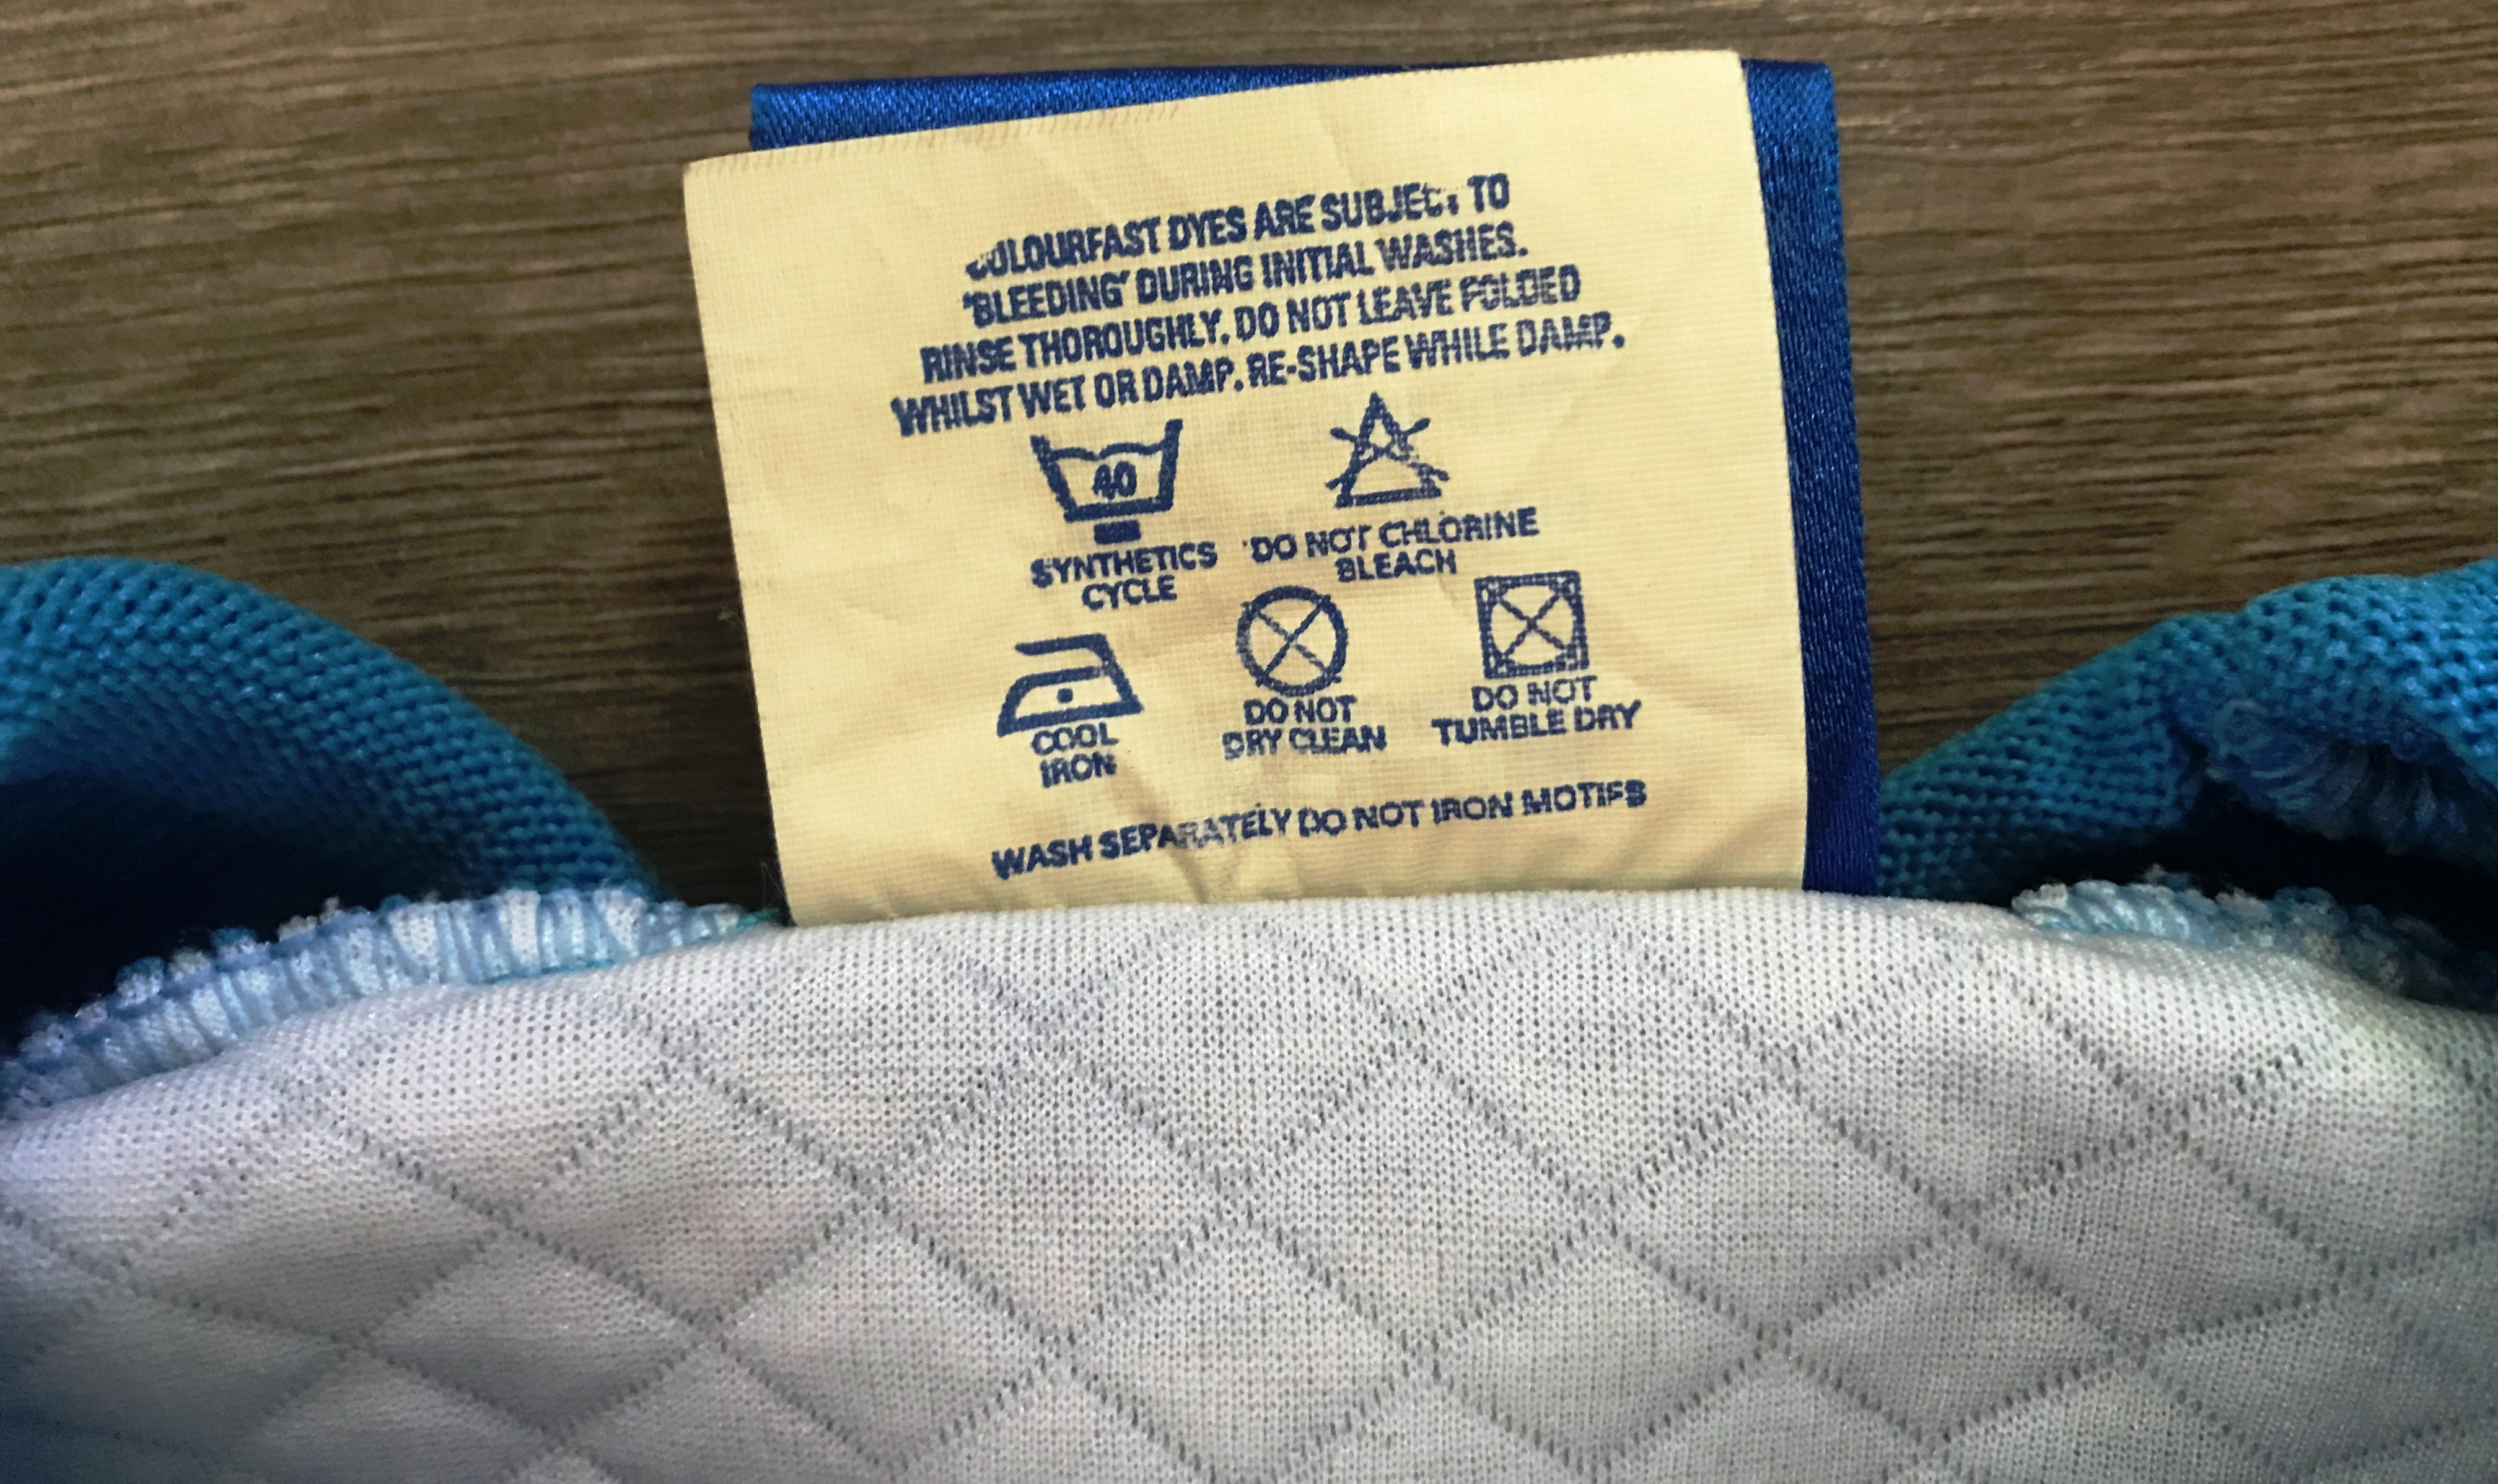 COLOURFAST DYES ARE SUBJECT TO
'BLEEDING' DURING INITIAL WASHES.
RINSE THOROUGHLY. DO NOT LEAVE FOLDED
WHILST WET OR DAMP. RE-SHAPE WHILE DAMP.
40
SYNTHETICS
CYCLE
DO NOT CHLORINE
BLEACH
COOL
IRON
DO NOT
DRY CLEAN
DO NOT
TUMBLE DRY
WASH SEPARATELY DO NOT IRON MOTIFS